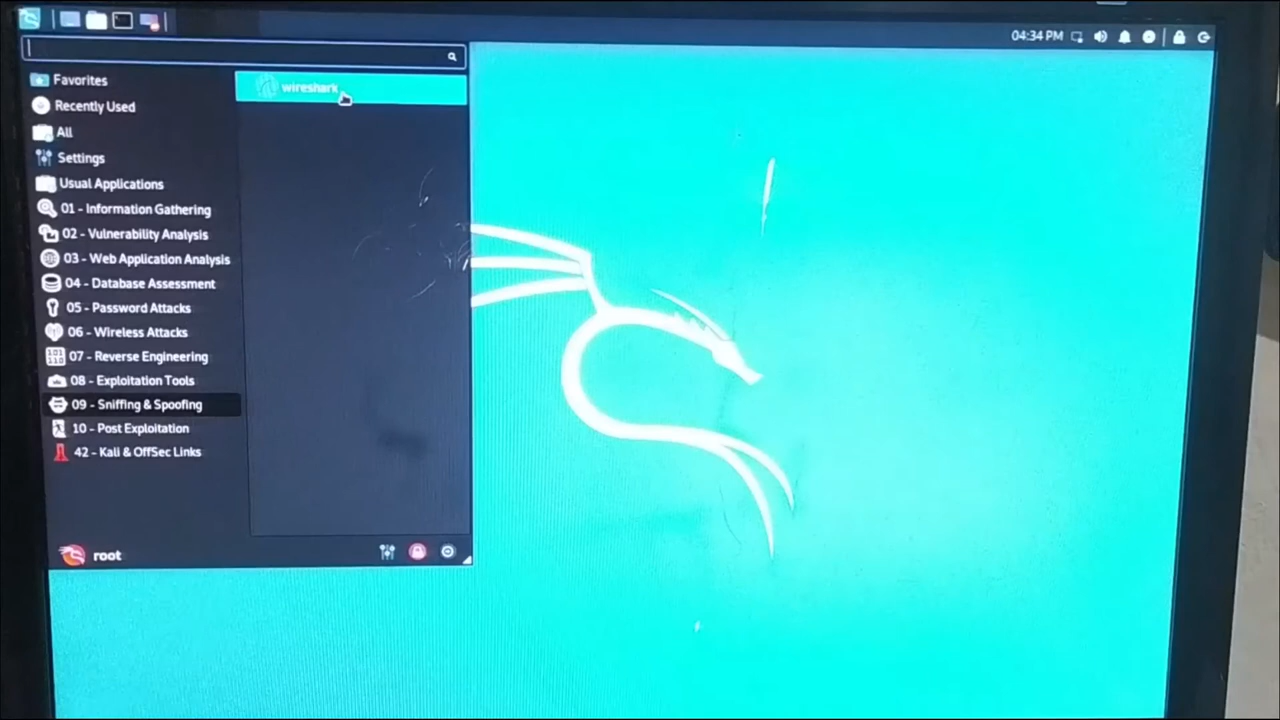 04:34 PM
Favorites
wireshark
Recently Used
All
Settings
Usual Applications
01 - Information Gathering
02 - Vulnerability Analysis
03 - Web Application Analysis
04 - Database Assessment
05 - Password Attacks
06 - Wireless Attacks
101
110
07 - Reverse Engineering
08 - Exploitation Tools
09 - Sniffing & Spoofing
10 - Post Exploitation
42 - Kali & OffSec Links
root